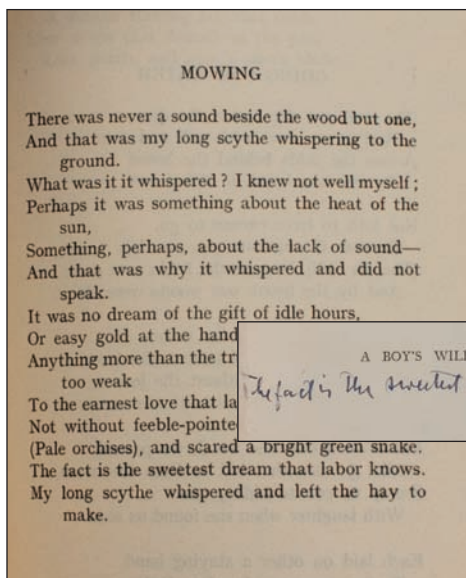 MOWING
There was never a sound beside the wood but one,
And that was my long scythe whispering to the
ground.
What was it it whispered? I knew not well myself;
Perhaps it was something about the heat of the
sun,
Something, perhaps, about the lack of sound—
And that was why it whispered and did not
speak.
It was no dream of the gift of idle hours,
Or easy gold at the hand
Anything more than the tr
too weak
To the earnest love that la
Not without feeble-pointe
(Pale orchises), and scared a bright green snake.
The fact is the sweetest dream that labor knows.
My long scythe whispered and left the hay to
make.
A BOY'S WILL
The fact is the sweetest